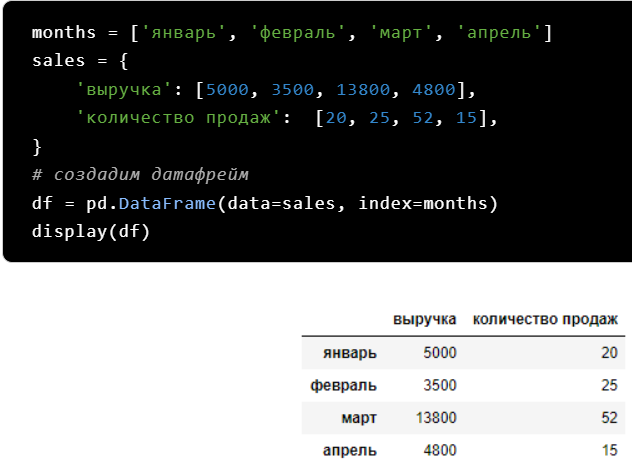 months = ['январь', 'февраль', 'март', 'апрель']
sales = {
    'выручка': [5000, 3500, 13800, 4800],
    'количество продаж':  [20, 25, 52, 15],
}
# создадим датафрейм
df = pd.DataFrame(data=sales, index=months)
display(df)
выручка количество продаж
январь 5000 20
февраль 3500 25
март 13800 52
апрель 4800 15